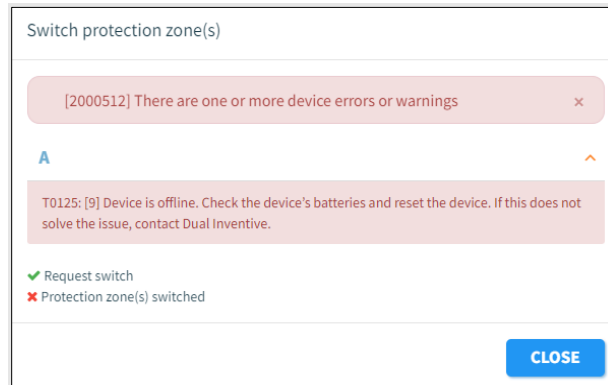 Switch protection zone(s)
[2000512] There are one or more device errors or warnings ×
A
T0125: [9] Device is offline. Check the device's batteries and reset the device. If this does not
solve the issue, contact Dual Inventive.
✔ Request switch
✖ Protection zone(s) switched
CLOSE